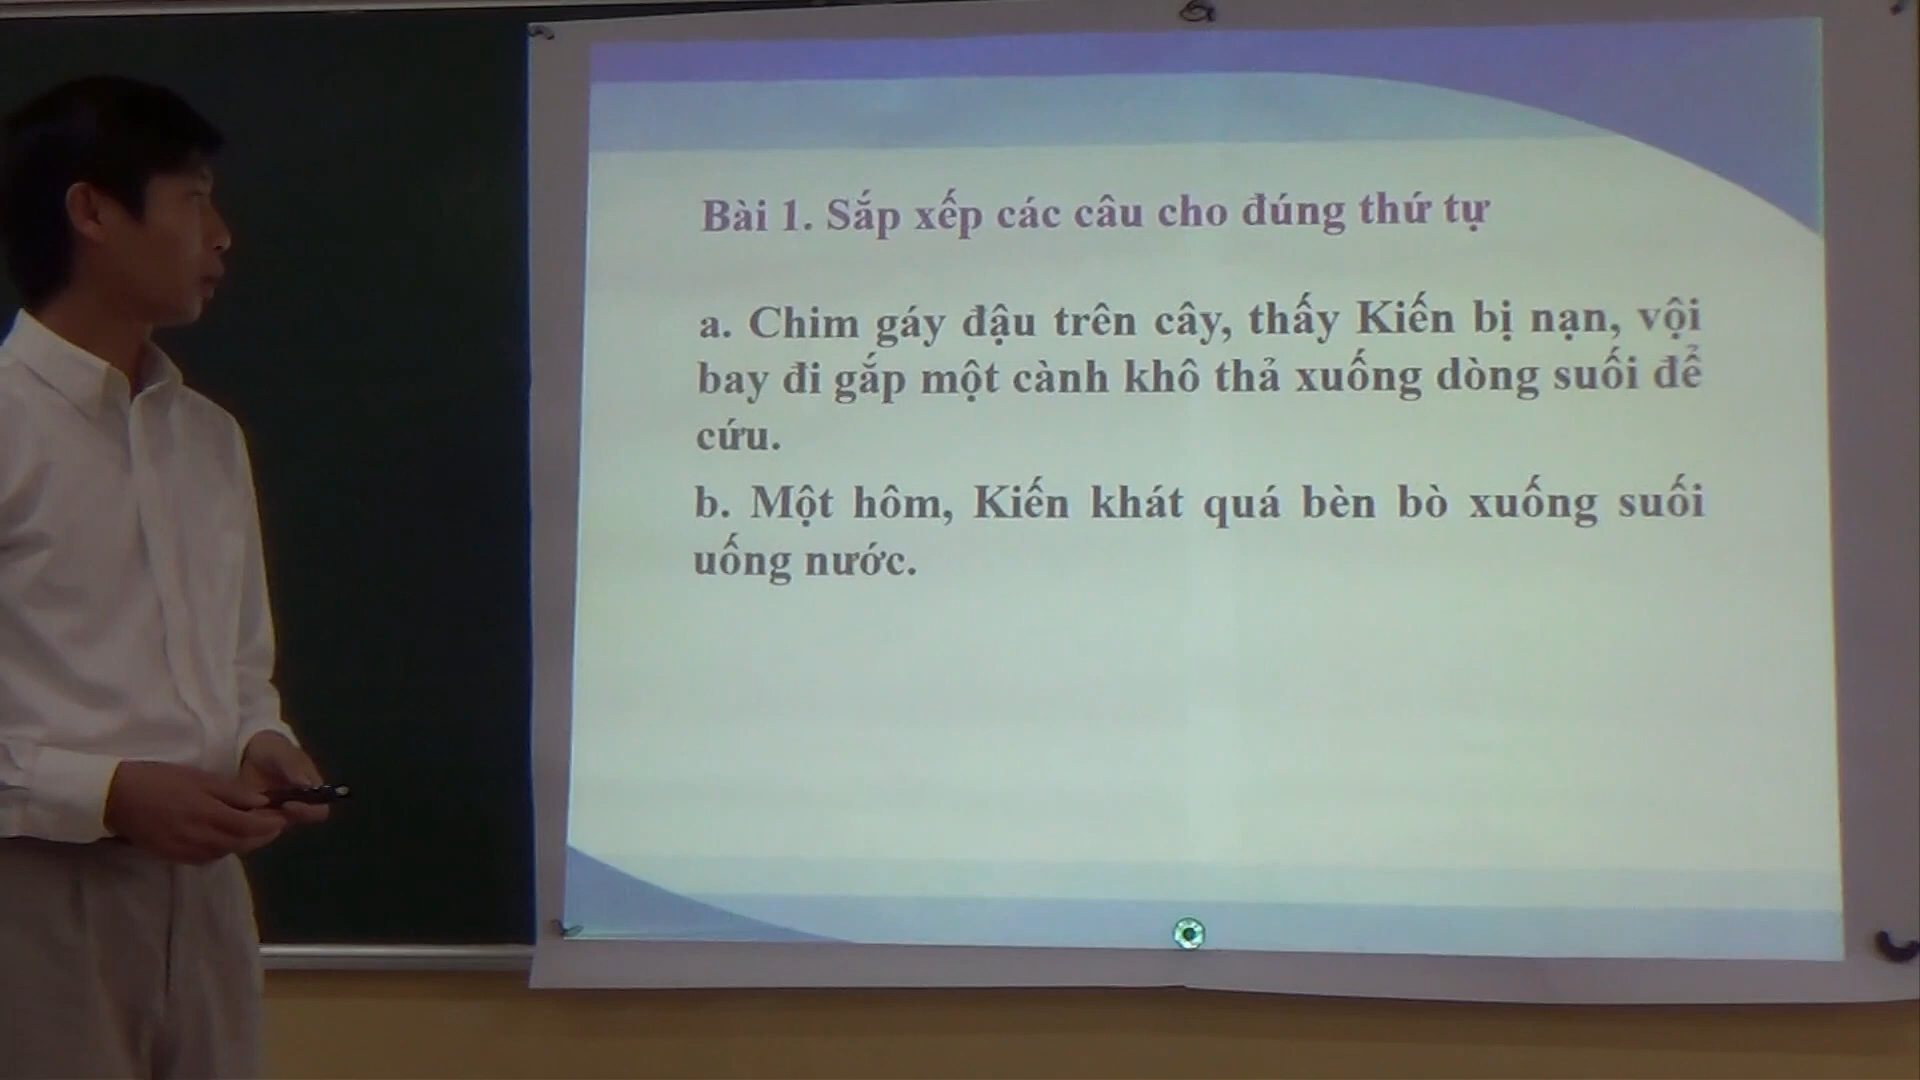 Bài 1. Sắp xếp các câu cho đúng thứ tự
a. Chim gáy đậu trên cây, thấy Kiến bị nạn, vội
bay đi gắp một cành khô thả xuống dòng suối để
cứu.
b. Một hôm, Kiến khát quá bèn bò xuống suối
uống nước.